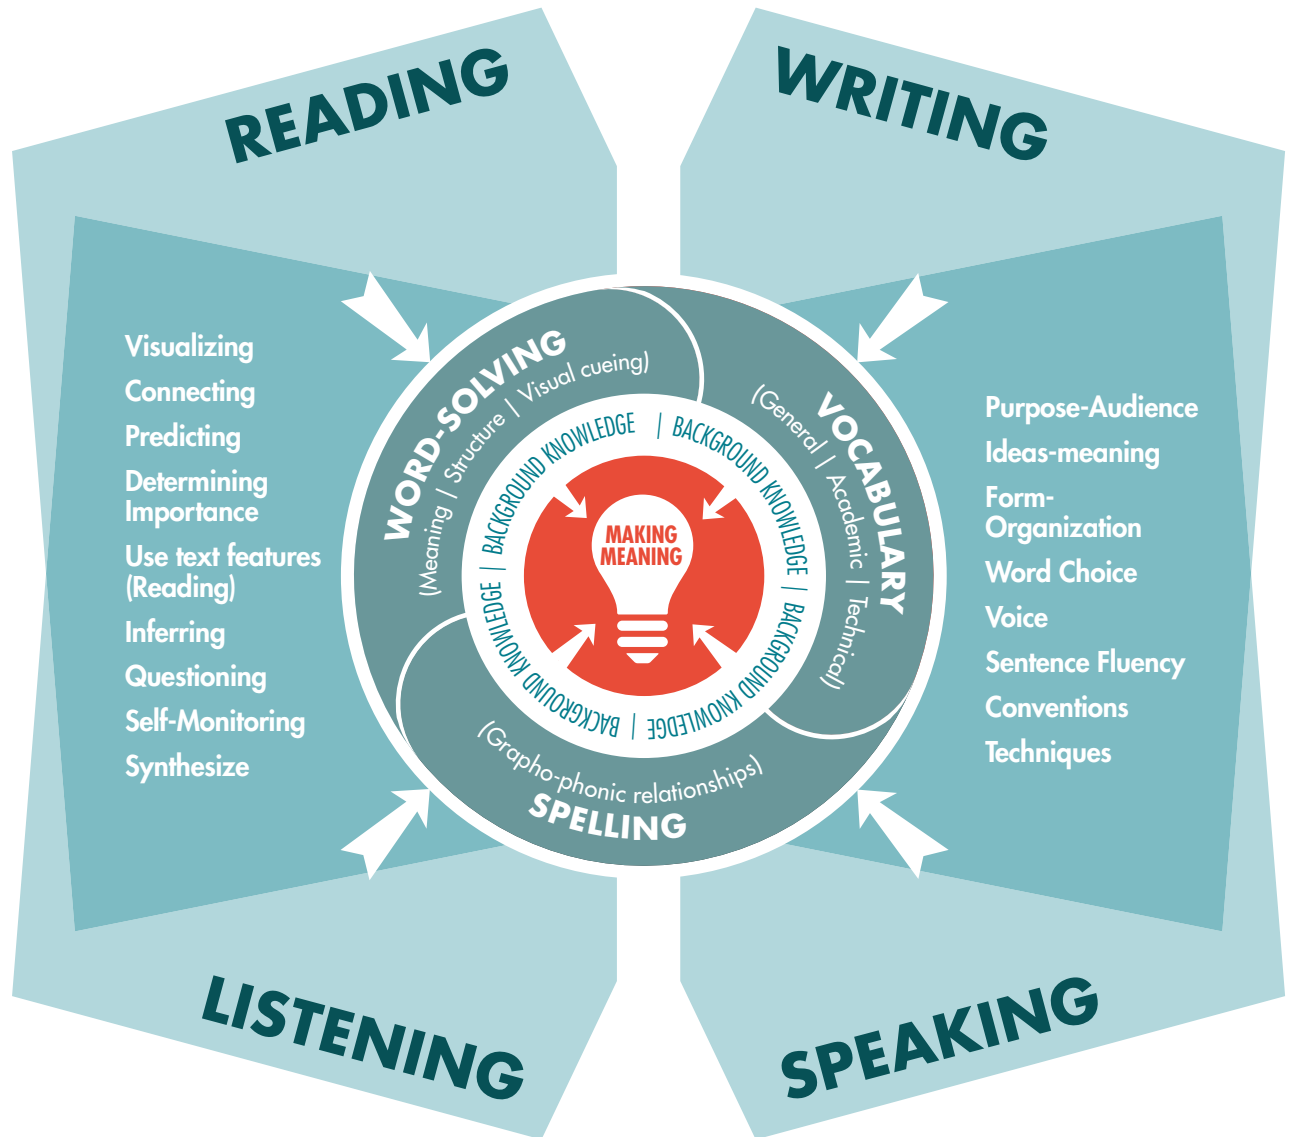 READING
WRITING
Visualizing
Connecting
Predicting
Determining
Importance
Use text features
(Reading)
Inferring
Questioning
Self-Monitoring
Synthesize
WORD-SOLVING
(Meaning | Structure | Visual cueing)
VOCABULARY
(General | Academic | Technical)
(Grapho-phonic relationships)
SPELLING
BACKGROUND KNOWLEDGE | BACKGROUND KNOWLEDGE | BACKGROUND KNOWLEDGE | BACKGROUND KNOWLEDGE |
MAKING
MEANING
Purpose-Audience
Ideas-meaning
Form-
Organization
Word Choice
Voice
Sentence Fluency
Conventions
Techniques
LISTENING
SPEAKING